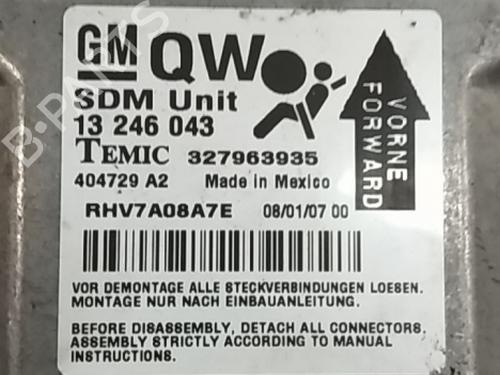 GM QW
SDM Unit
13 246 043
TEMIC 327963935
404729 A2 Made in Mexico
RHV7A08A7E 08/01/07 00
VORNE
FORWARD
VOR DEMONTAGE ALLE STECKVERBINDUNGEN LOESEN.
MONTAGE NUR NACH EINBAUANLEITUNG.
BEFORE DISASSEMBLY, DETACH ALL CONNECTORS.
ASSEMBLY STRICTLY ACCORDING TO MANUAL
INSTRUCTIONS.
B-PARTS